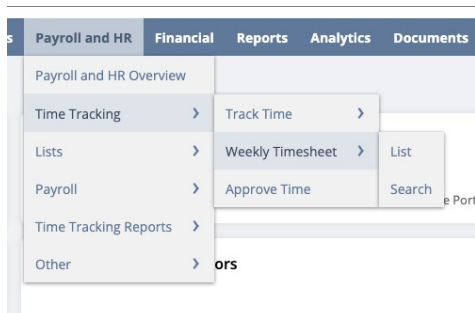 s Payroll and HR Financial Reports Analytics Documents
Payroll and HR Overview
Time Tracking Track Time
Lists Weekly Timesheet List
Payroll Approve Time Search e Port
Time Tracking Reports
Other ors